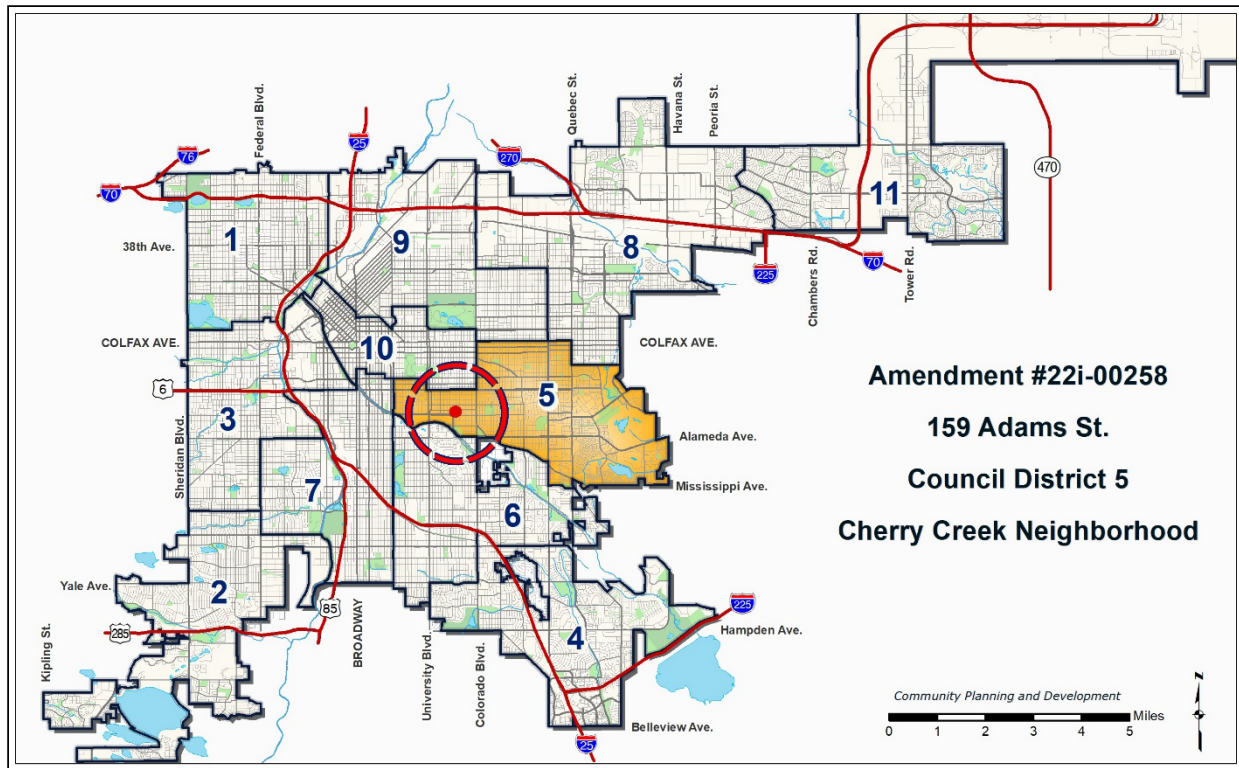 Federal Blvd.
Quebec St.
Havana St.
Peoria St.
76
25
270
70
470
1
9
8
11
38th Ave.
225
70
Chambers Rd.
Tower Rd.
COLFAX AVE.
COLFAX AVE.
10
6
3
5
Amendment #22i-00258
159 Adams St.
Council District 5
Cherry Creek Neighborhood
Sheridan Blvd.
Alameda Ave.
Mississippi Ave.
7
6
Yale Ave.
2
85
285
BROADWAY
University Blvd.
Colorado Blvd.
4
225
Hampden Ave.
Kipling St.
Belleview Ave.
25
Community Planning and Development
0 1 2 3 4 5 Miles
N